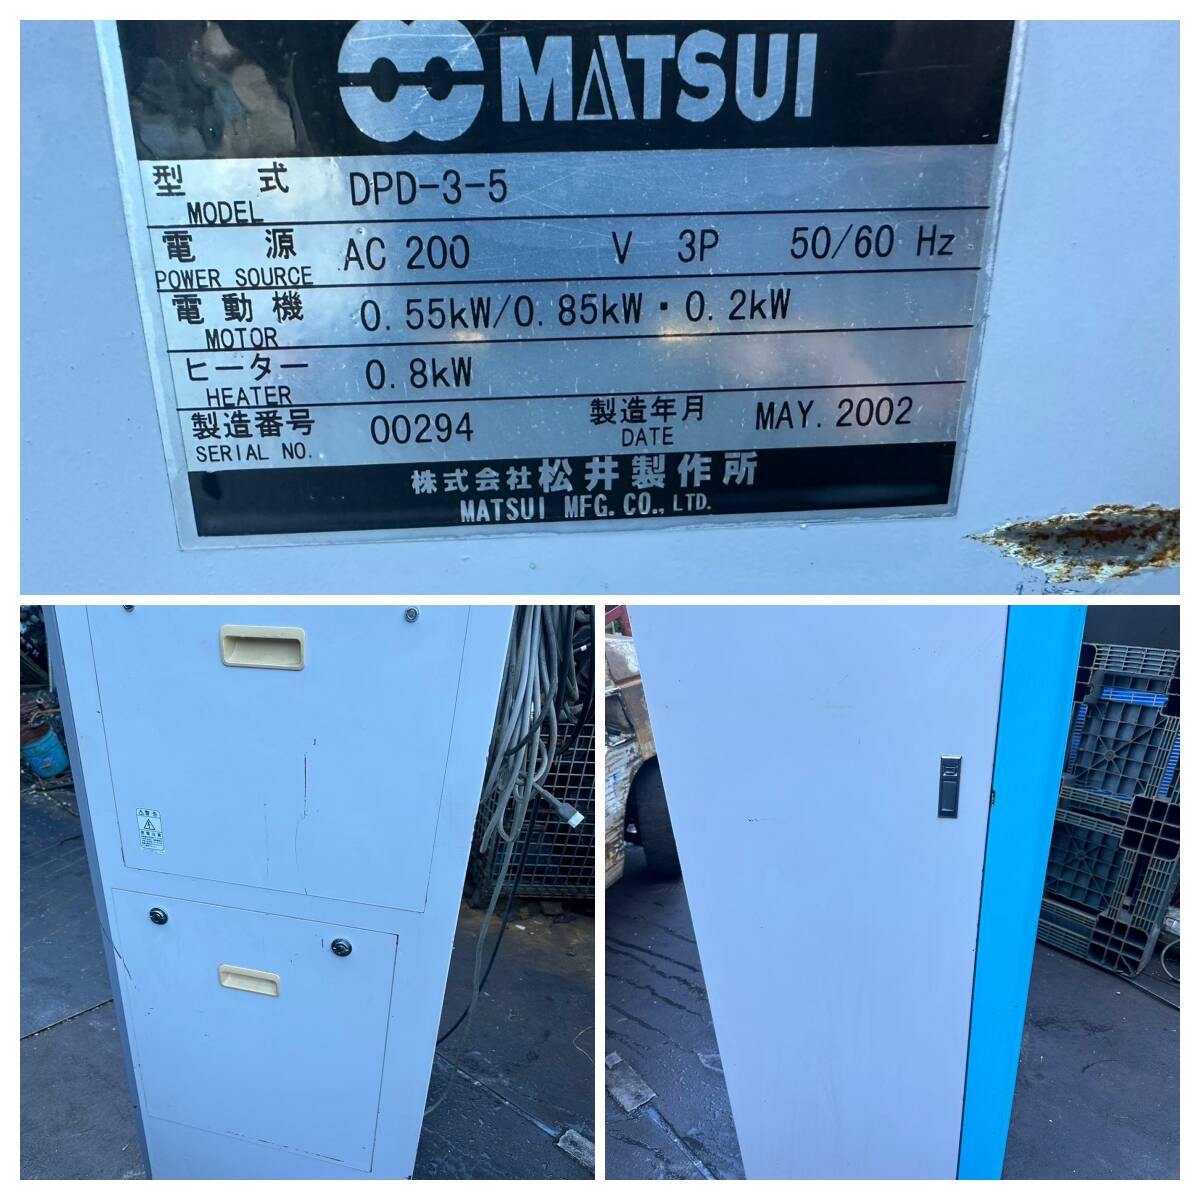 MATSUI
型式 DPD-3-5
MODEL
電源 AC 200 V 3P 50/60 Hz
POWER SOURCE
電動機 0.55kW/0.85kW・0.2kW
MOTOR
ヒーター 0.8kW
HEATER
製造番号 00294 製造年月 MAY. 2002
SERIAL NO. DATE
株式会社 松井製作所
MATSUI MFG. CO., LTD.